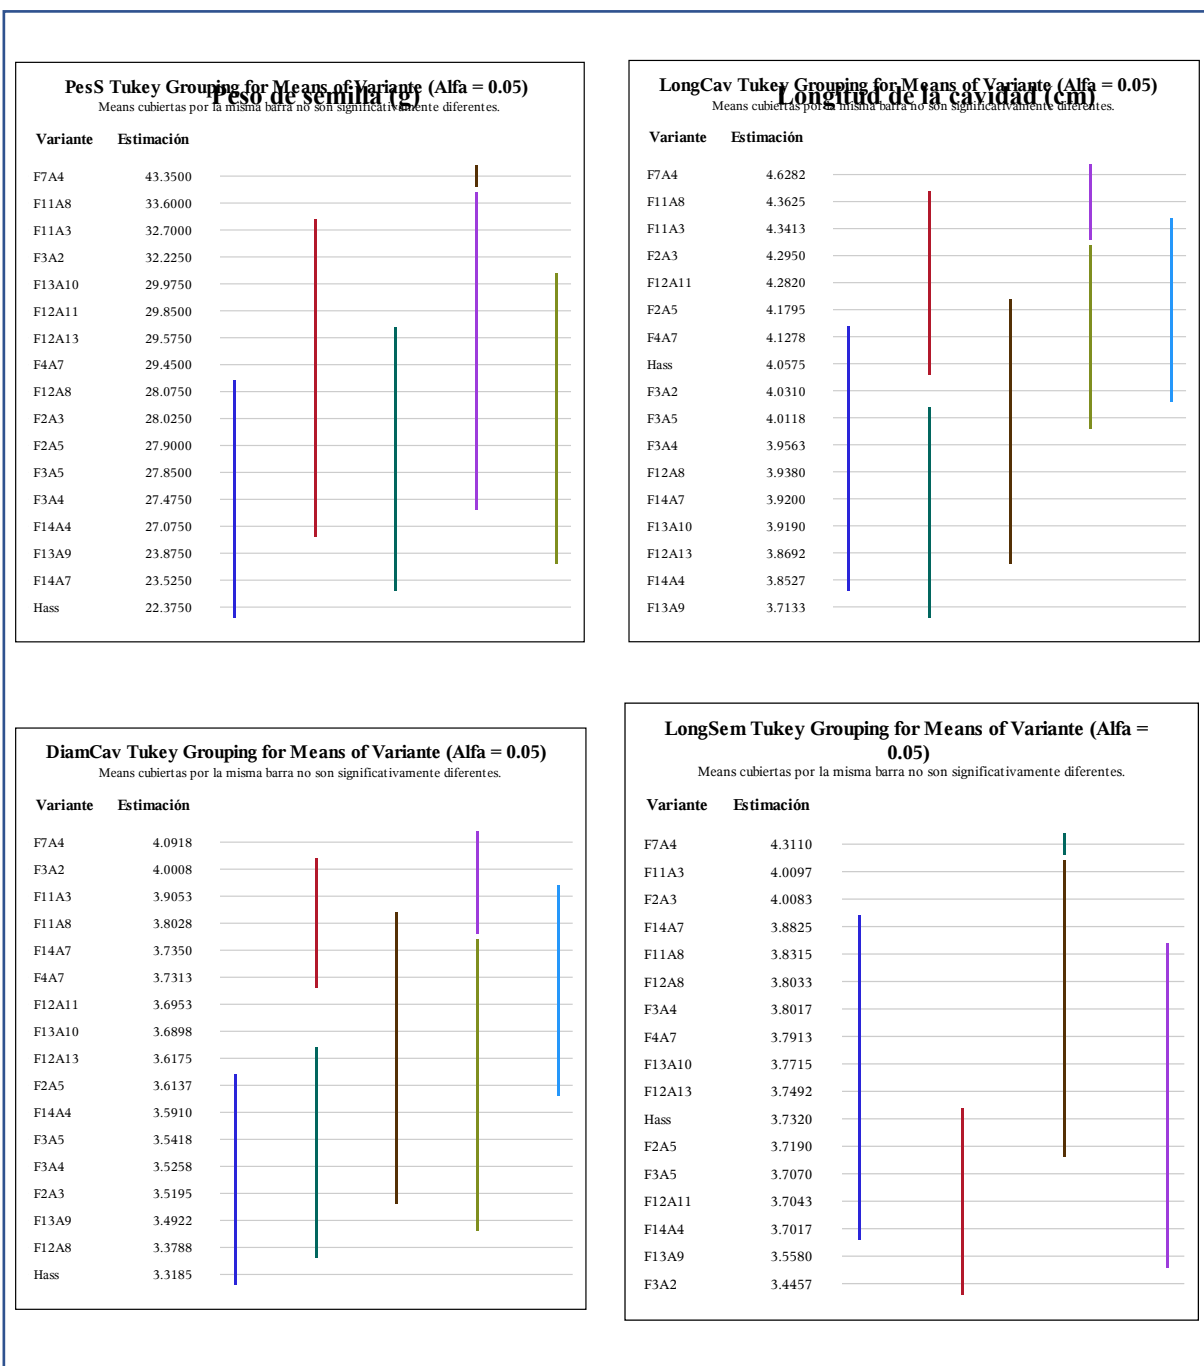 PesS Tukey Grouping for Means of Variante (Alfa = 0.05)
Peso de semilla (g)
Means cubiertas por la misma barra no son significativamente diferentes.
Variante Estimación
F7A4 43.3500
F11A8 33.6000
F11A3 32.7000
F3A2 32.2250
F13A10 29.9750
F12A11 29.8500
F12A13 29.5750
F4A7 29.4500
F12A8 28.0750
F2A3 28.0250
F2A5 27.9000
F3A5 27.8500
F3A4 27.4750
F14A4 27.0750
F13A9 23.8750
F14A7 23.5250
Hass 22.3750
LongCav Tukey Grouping for Means of Variante (Alfa = 0.05)
Longitud de la cavidad (cm)
Means cubiertas por la misma barra no son significativamente diferentes.
Variante Estimación
F7A4 4.6282
F11A8 4.3625
F11A3 4.3413
F2A3 4.2950
F12A11 4.2820
F2A5 4.1795
F4A7 4.1278
Hass 4.0575
F3A2 4.0310
F3A5 4.0118
F3A4 3.9563
F12A8 3.9380
F14A7 3.9200
F13A10 3.9190
F12A13 3.8692
F14A4 3.8527
F13A9 3.7133
DiamCav Tukey Grouping for Means of Variante (Alfa = 0.05)
Means cubiertas por la misma barra no son significativamente diferentes.
Variante Estimación
F7A4 4.0918
F3A2 4.0008
F11A3 3.9053
F11A8 3.8028
F14A7 3.7350
F4A7 3.7313
F12A11 3.6953
F13A10 3.6898
F12A13 3.6175
F2A5 3.6137
F14A4 3.5910
F3A5 3.5418
F3A4 3.5258
F2A3 3.5195
F13A9 3.4922
F12A8 3.3788
Hass 3.3185
LongSem Tukey Grouping for Means of Variante (Alfa =
0.05)
Means cubiertas por la misma barra no son significativamente diferentes.
Variante Estimación
F7A4 4.3110
F11A3 4.0097
F2A3 4.0083
F14A7 3.8825
F11A8 3.8315
F12A8 3.8033
F3A4 3.8017
F4A7 3.7913
F13A10 3.7715
F12A13 3.7492
Hass 3.7320
F2A5 3.7190
F3A5 3.7070
F12A11 3.7043
F14A4 3.7017
F13A9 3.5580
F3A2 3.4457